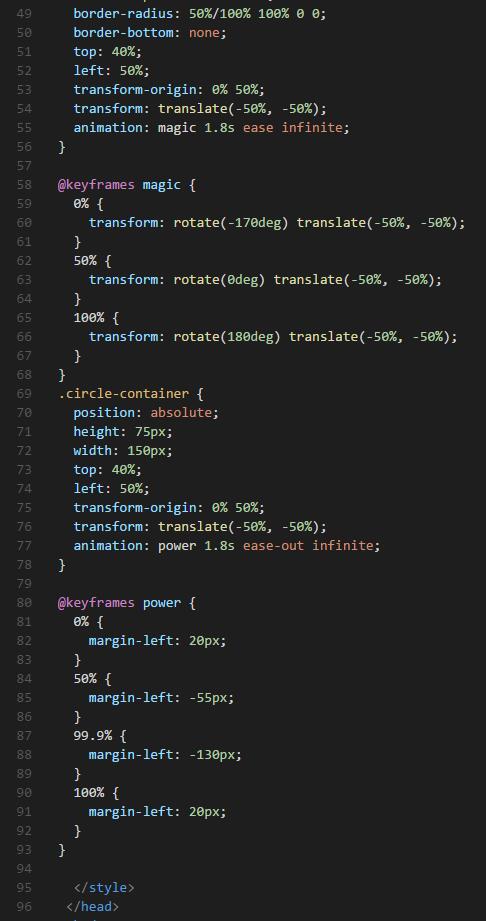 49 border-radius: 50%/100% 100% 0 0;
50 border-bottom: none;
51 top: 40%;
52 left: 50%;
53 transform-origin: 0% 50%;
54 transform: translate(-50%, -50%);
55 animation: magic 1.8s ease infinite;
56 }
57
58 @keyframes magic {
59 0% {
60 transform: rotate(-170deg) translate(-50%, -50%);
61 }
62 50% {
63 transform: rotate(0deg) translate(-50%, -50%);
64 }
65 100% {
66 transform: rotate(180deg) translate(-50%, -50%);
67 }
68 }
69 .circle-container {
70 position: absolute;
71 height: 75px;
72 width: 150px;
73 top: 40%;
74 left: 50%;
75 transform-origin: 0% 50%;
76 transform: translate(-50%, -50%);
77 animation: power 1.8s ease-out infinite;
78 }
79
80 @keyframes power {
81 0% {
82 margin-left: 20px;
83 }
84 50% {
85 margin-left: -55px;
86 }
87 99.9% {
88 margin-left: -130px;
89 }
90 100% {
91 margin-left: 20px;
92 }
93 }
94
95 </style>
96 </head>